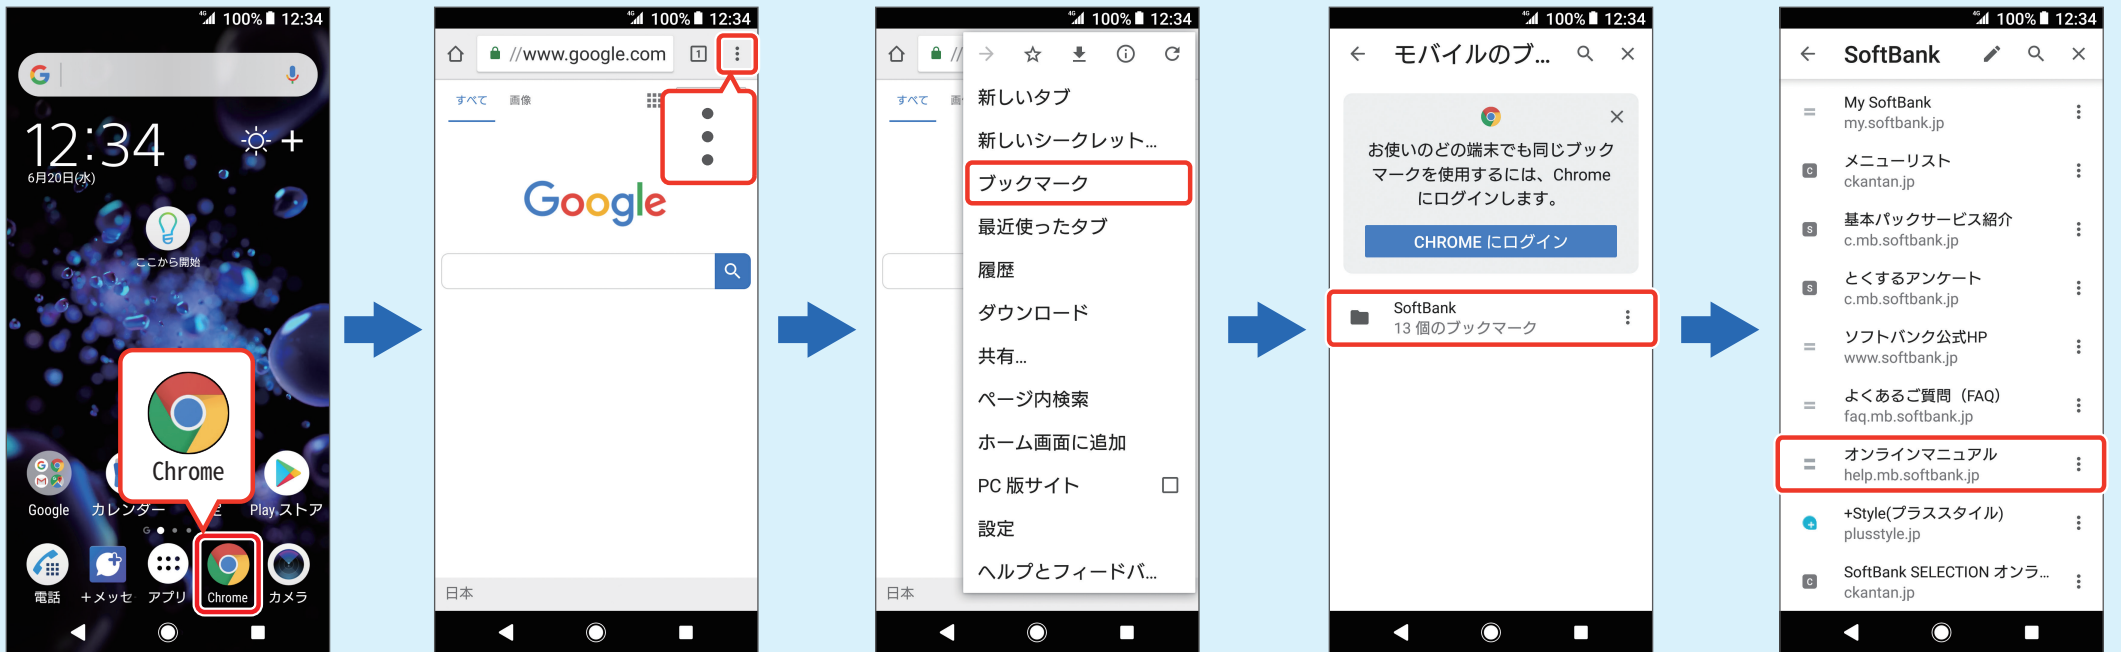 4G 100% 12:34
G
12:34
6月20日(水)
ここから開始
Chrome
Google
カレンダー
Play ストア
電話
+メッセ
アプリ
Chrome
カメラ
4G 100% 12:34
//www.google.com
1
すべて 画像
Google
日本
4G 100% 12:34
//
すべて
新しいタブ
新しいシークレット...
ブックマーク
最近使ったタブ
履歴
ダウンロード
共有...
ページ内検索
ホーム画面に追加
PC 版サイト
設定
ヘルプとフィードバ...
日本
4G 100% 12:34
モバイルのブ...
お使いのどの端末でも同じブック
マークを使用するには、Chrome
にログインします。
CHROME にログイン
SoftBank
13 個のブックマーク
4G 100% 12:34
SoftBank
My SoftBank
my.softbank.jp
C
メニューリスト
ckantan.jp
S
基本パックサービス紹介
c.mb.softbank.jp
S
とくするアンケート
c.mb.softbank.jp
ソフトバンク公式HP
www.softbank.jp
よくあるご質問（FAQ）
faq.mb.softbank.jp
オンラインマニュアル
help.mb.softbank.jp
+Style(プラススタイル)
plusstyle.jp
C
SoftBank SELECTION オンラ...
ckantan.jp